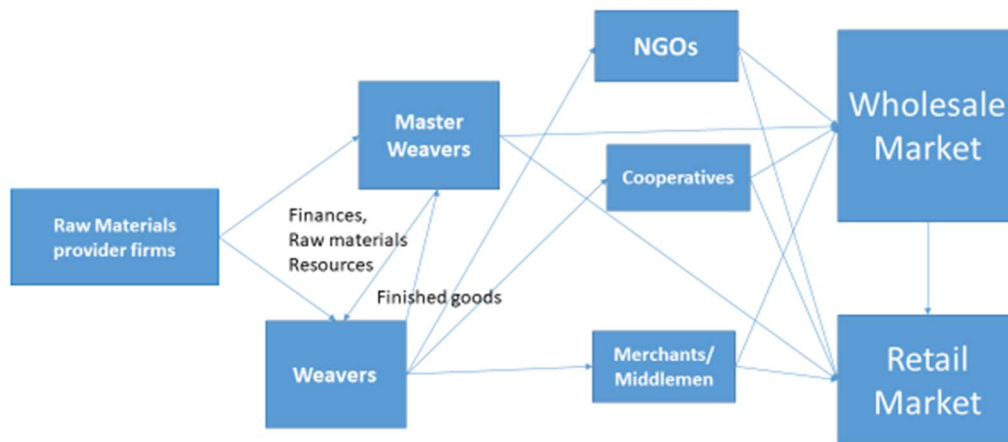 NGOs
Wholesale
Market
Master
Weavers
Cooperatives
Raw Materials
provider firms
Finances,
Raw materials
Resources
Finished goods
Weavers
Merchants/
Middlemen
Retail
Market